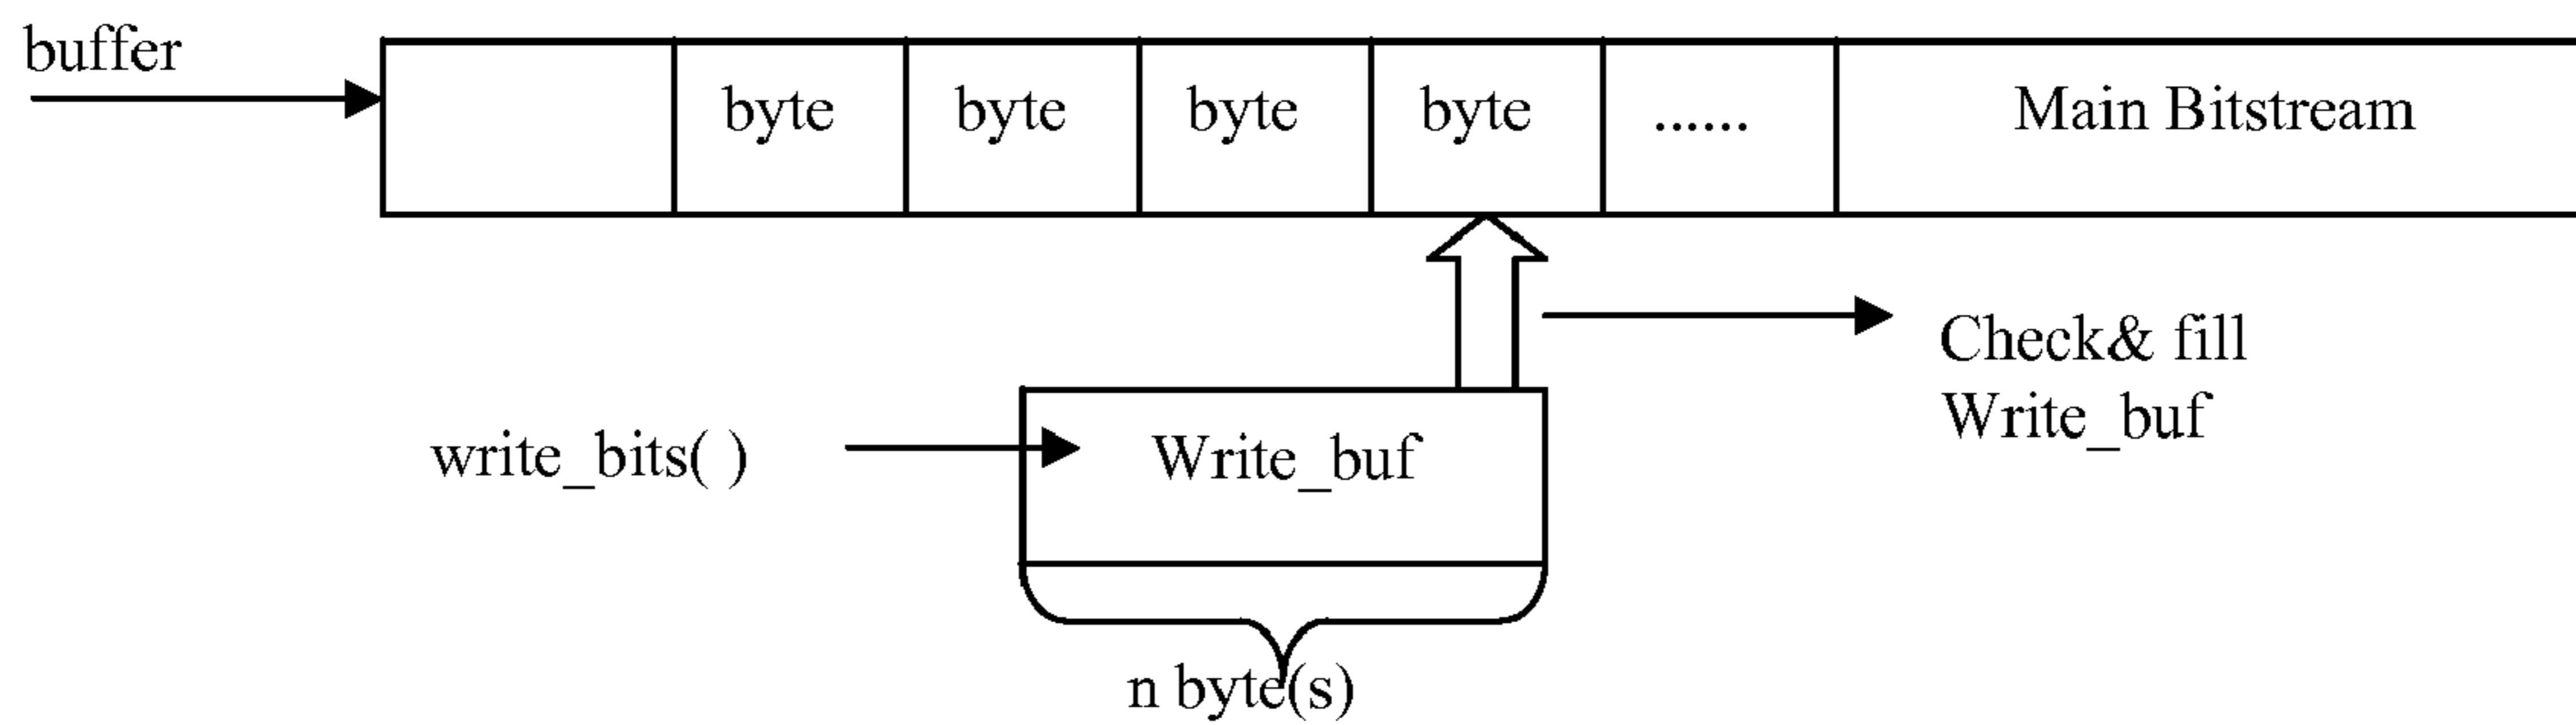 buffer
byte byte byte byte ...... Main Bitstream
Check& fill
Write_buf
write_bits( ) Write_buf
n byte(s)